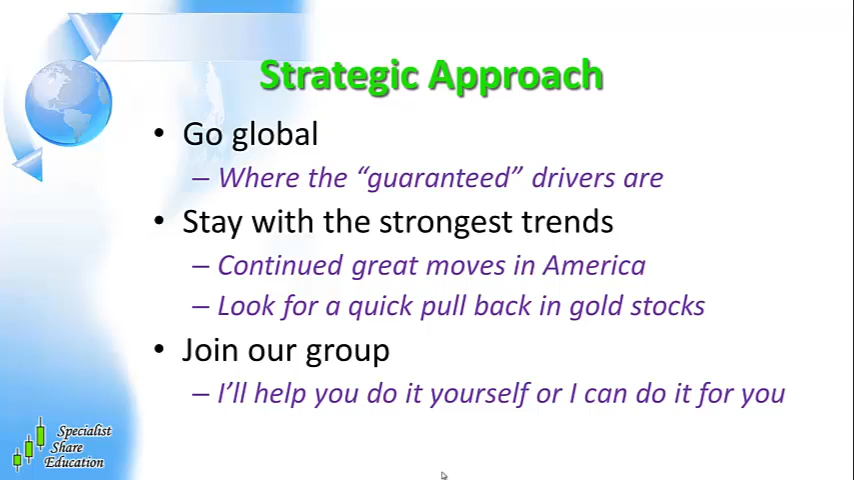 Strategic Approach
• Go global
– Where the “guaranteed” drivers are
• Stay with the strongest trends
– Continued great moves in America
– Look for a quick pull back in gold stocks
• Join our group
– I’ll help you do it yourself or I can do it for you
Specialist
Share
Education